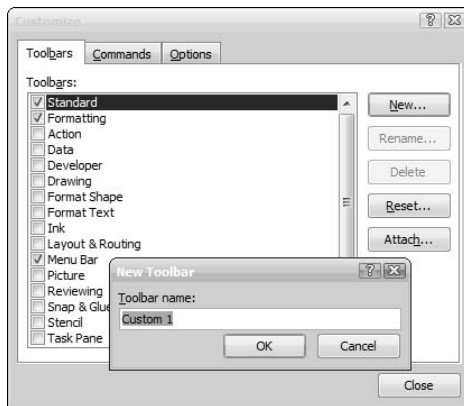 Customize
Toolbars Commands Options
Toolbars:
Standard
Formatting
Action
Data
Developer
Drawing
Format Shape
Format Text
Ink
Layout & Routing
Menu Bar
Picture
Reviewing
Snap & Glue
Stencil
Task Pane
New...
Rename...
Delete
Reset...
Attach...
New Toolbar
Toolbar name:
Custom 1
OK Cancel
Close